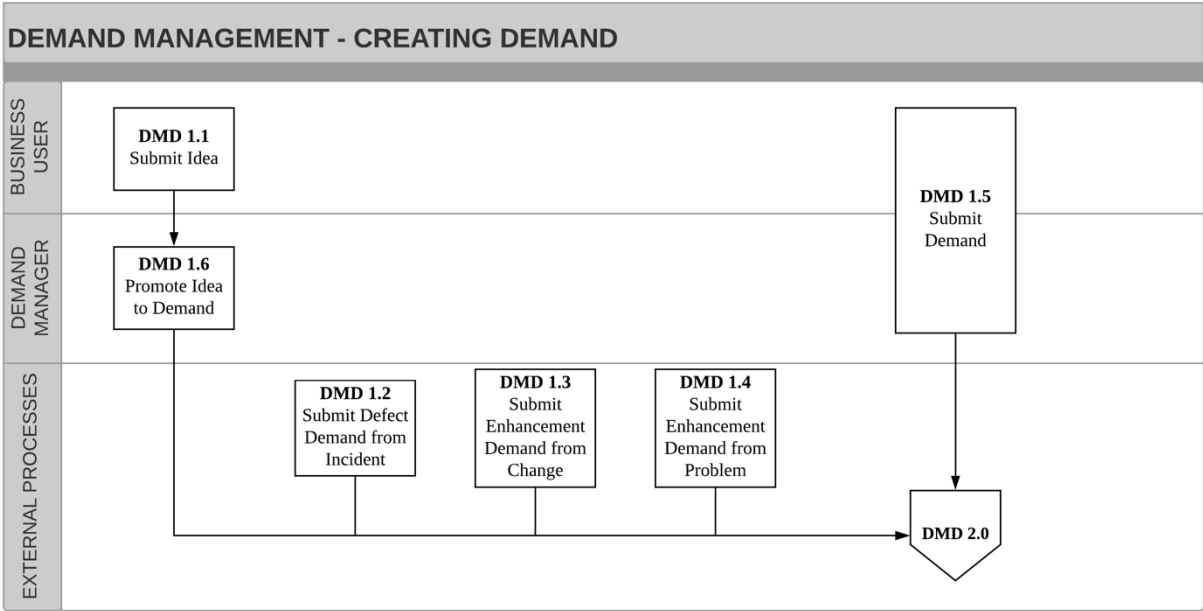 DEMAND MANAGEMENT - CREATING DEMAND
BUSINESS
USER
DMD 1.1
Submit Idea
DMD 1.5
Submit
Demand
DEMAND
MANAGER
DMD 1.6
Promote Idea
to Demand
EXTERNAL PROCESSES
DMD 1.2
Submit Defect
Demand from
Incident
DMD 1.3
Submit
Enhancement
Demand from
Change
DMD 1.4
Submit
Enhancement
Demand from
Problem
DMD 2.0